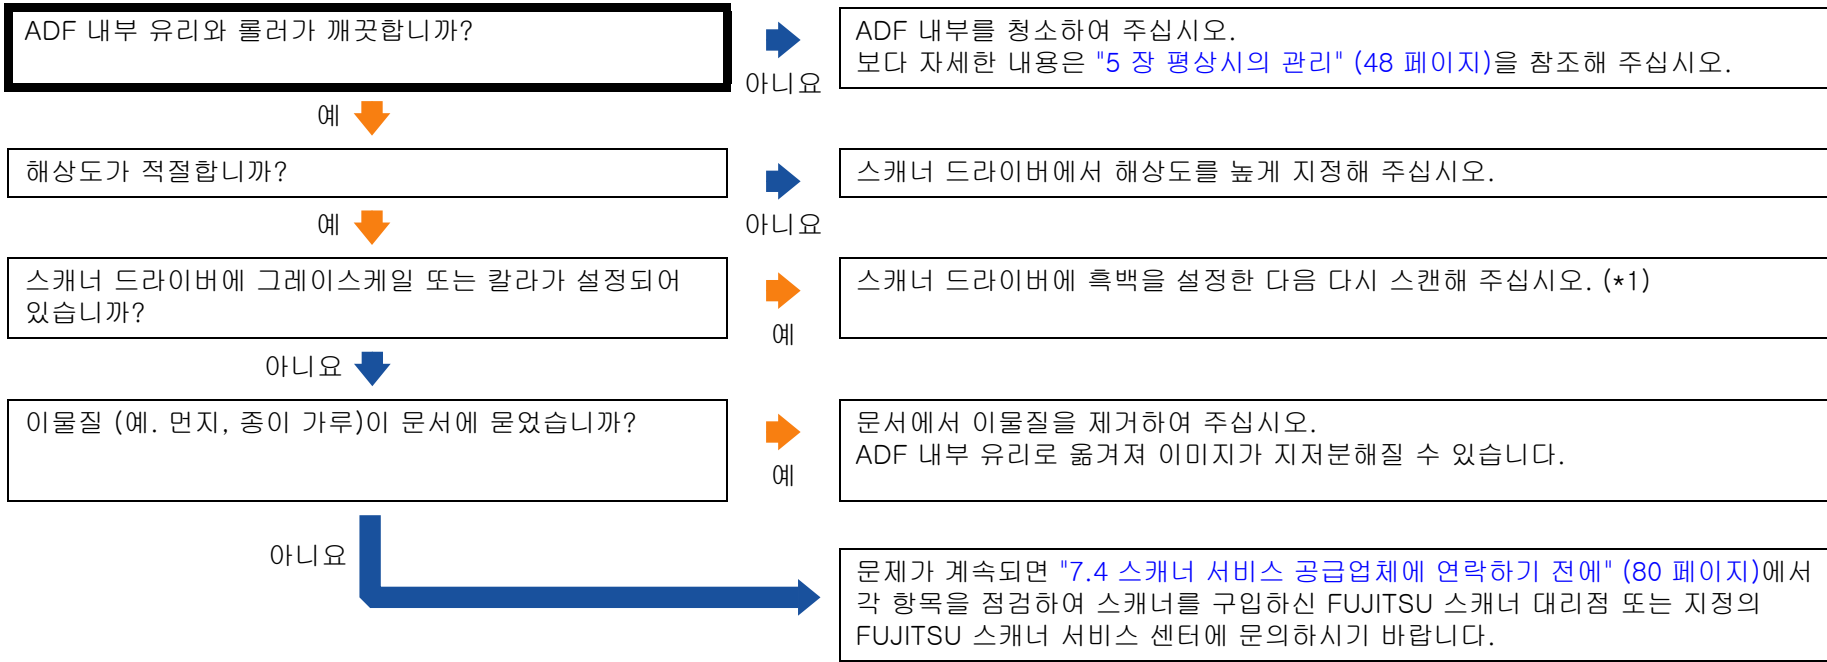 ADF 내부 유리와 롤러가 깨끗합니까?
아니요
ADF 내부를 청소하여 주십시오.
보다 자세한 내용은 "5 장 평상시의 관리" (48 페이지)을 참조해 주십시오.
예
해상도가 적절합니까?
아니요
스캐너 드라이버에서 해상도를 높게 지정해 주십시오.
예
스캐너 드라이버에 그레이스케일 또는 칼라가 설정되어
있습니까?
예
스캐너 드라이버에 흑백을 설정한 다음 다시 스캔해 주십시오. (*1)
아니요
이물질 (예. 먼지, 종이 가루)이 문서에 묻었습니까?
예
문서에서 이물질을 제거하여 주십시오.
ADF 내부 유리로 옮겨져 이미지가 지저분해질 수 있습니다.
아니요
문제가 계속되면 "7.4 스캐너 서비스 공급업체에 연락하기 전에" (80 페이지)에서
각 항목을 점검하여 스캐너를 구입하신 FUJITSU 스캐너 대리점 또는 지정의
FUJITSU 스캐너 서비스 센터에 문의하시기 바랍니다.